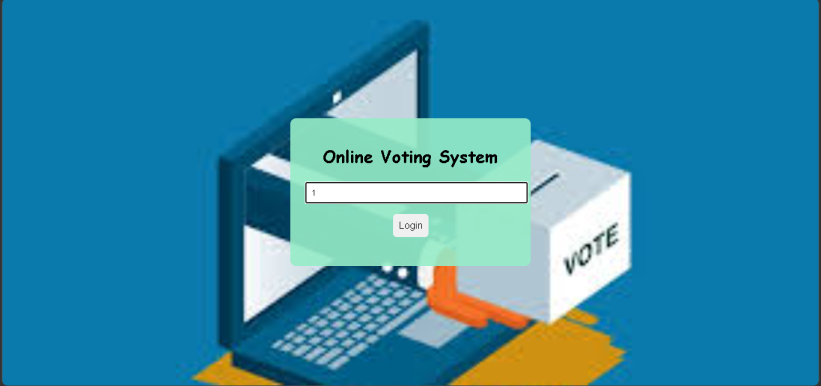 Online Voting System
1
Login
VOTE